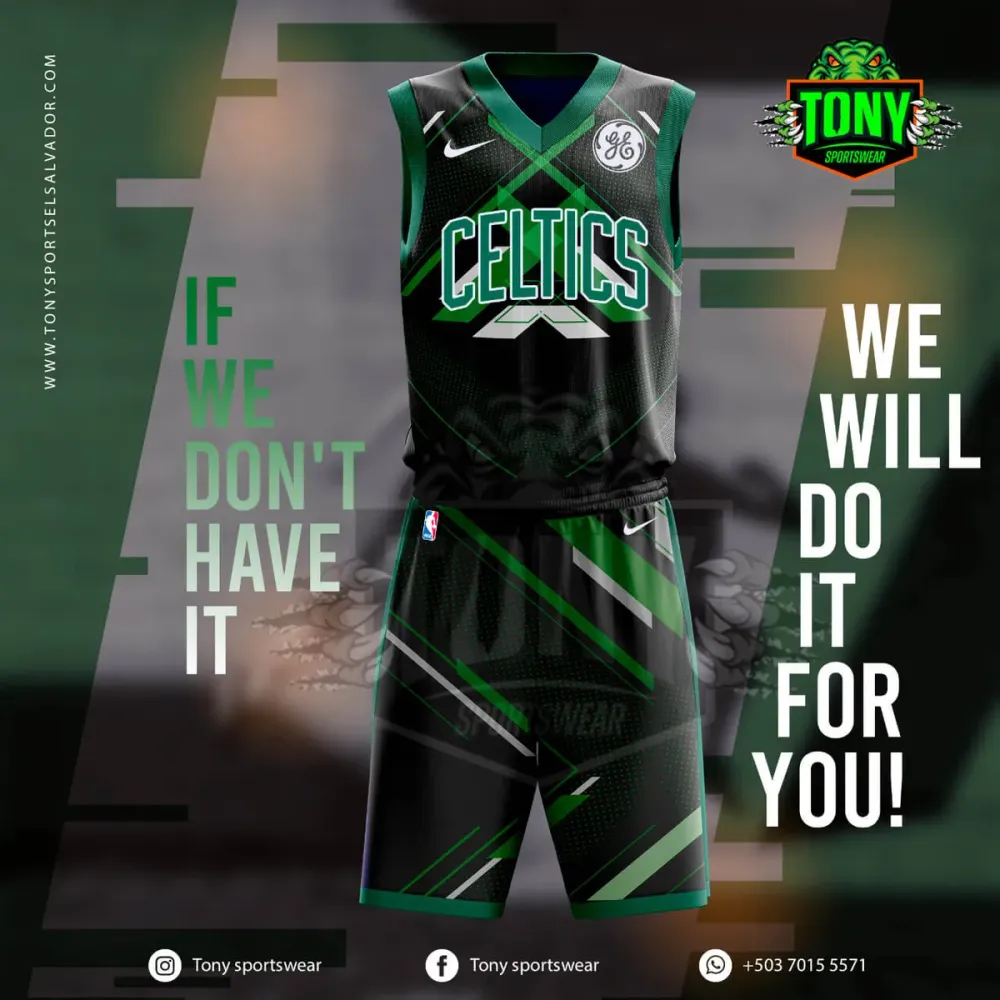 WWW.TONYSPORTSELSALVADOR.COM
TONY
SPORTSWEAR
GE
CELTICS
IF
WE
DON'T
HAVE
IT
WE
WILL
DO
IT
FOR
YOU!
TONY
SPORTSWEAR
Tony sportswear
Tony sportswear
+503 7015 5571